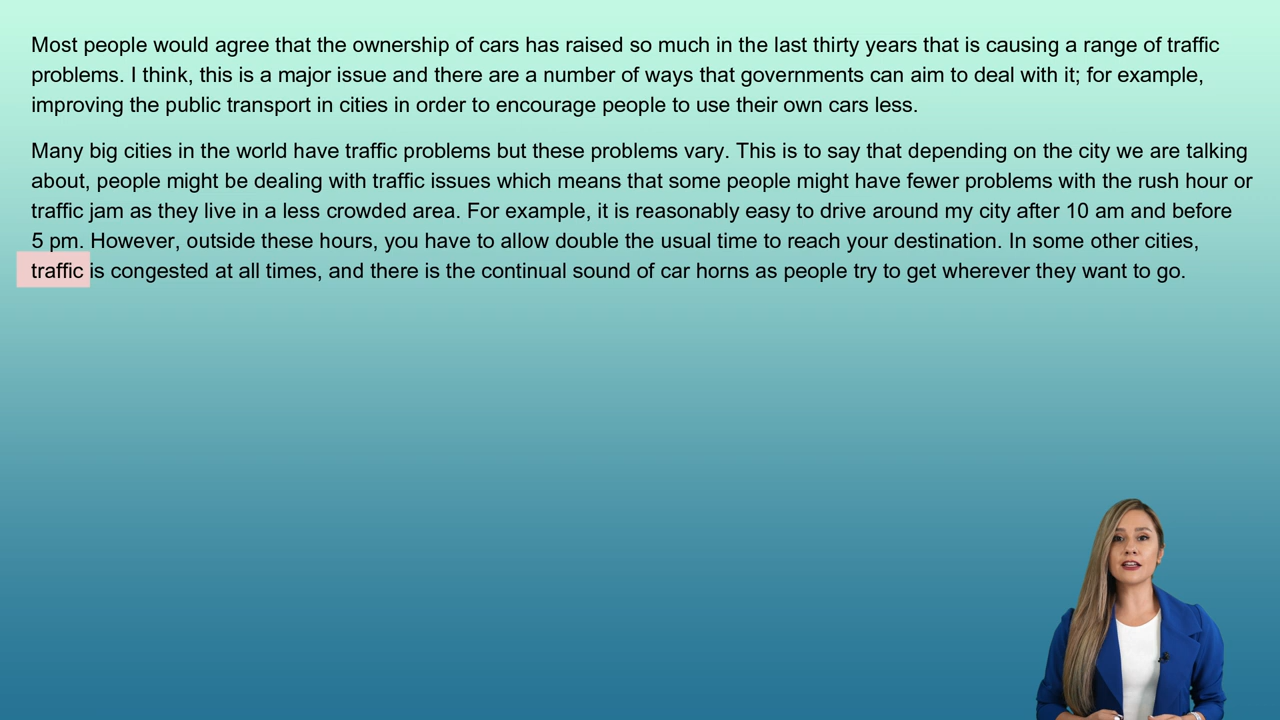 Most people would agree that the ownership of cars has raised so much in the last thirty years that is causing a range of traffic
problems. I think, this is a major issue and there are a number of ways that governments can aim to deal with it; for example,
improving the public transport in cities in order to encourage people to use their own cars less.
Many big cities in the world have traffic problems but these problems vary. This is to say that depending on the city we are talking
about, people might be dealing with traffic issues which means that some people might have fewer problems with the rush hour or
traffic jam as they live in a less crowded area. For example, it is reasonably easy to drive around my city after 10 am and before
5 pm. However, outside these hours, you have to allow double the usual time to reach your destination. In some other cities,
traffic is congested at all times, and there is the continual sound of car horns as people try to get wherever they want to go.